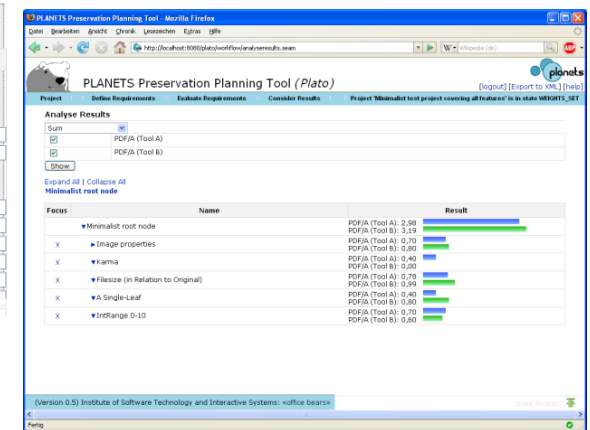 PLANETS Preservation Planning Tool - Mozilla Firefox
Datei Bearbeiten Ansicht Chronik Lesezeichen Extras Hilfe
http://localhost:8080/plato/workflow/analyseresults.seam
Wikipedia (de)
ABP
planets
PLANETS Preservation Planning Tool (Plato)
[logout] [Export to XML] [help]
Project Define Requirements Evaluate Requirements Consider Results Project 'Minimalist test project covering all features' is in state WEIGHTS_SET
Analyse Results
Sum
PDF/A (Tool A)
PDF/A (Tool B)
Show
Expand All | Collapse All
Minimalist root node
Focus Name Result
▼Minimalist root node PDF/A (Tool A): 2,98
PDF/A (Tool B): 3,19
X ►Image properties PDF/A (Tool A): 0,70
PDF/A (Tool B): 0,80
X ▼Karma PDF/A (Tool A): 0,40
PDF/A (Tool B): 0,00
X ▼Filesize (in Relation to Original) PDF/A (Tool A): 0,78
PDF/A (Tool B): 0,99
X ▼A Single-Leaf PDF/A (Tool A): 0,40
PDF/A (Tool B): 0,80
X ▼IntRange 0-10 PDF/A (Tool A): 0,70
PDF/A (Tool B): 0,60
(Version 0.5) Institute of Software Technology and Interactive Systems: «office bears»
Quick Access:
Fertig